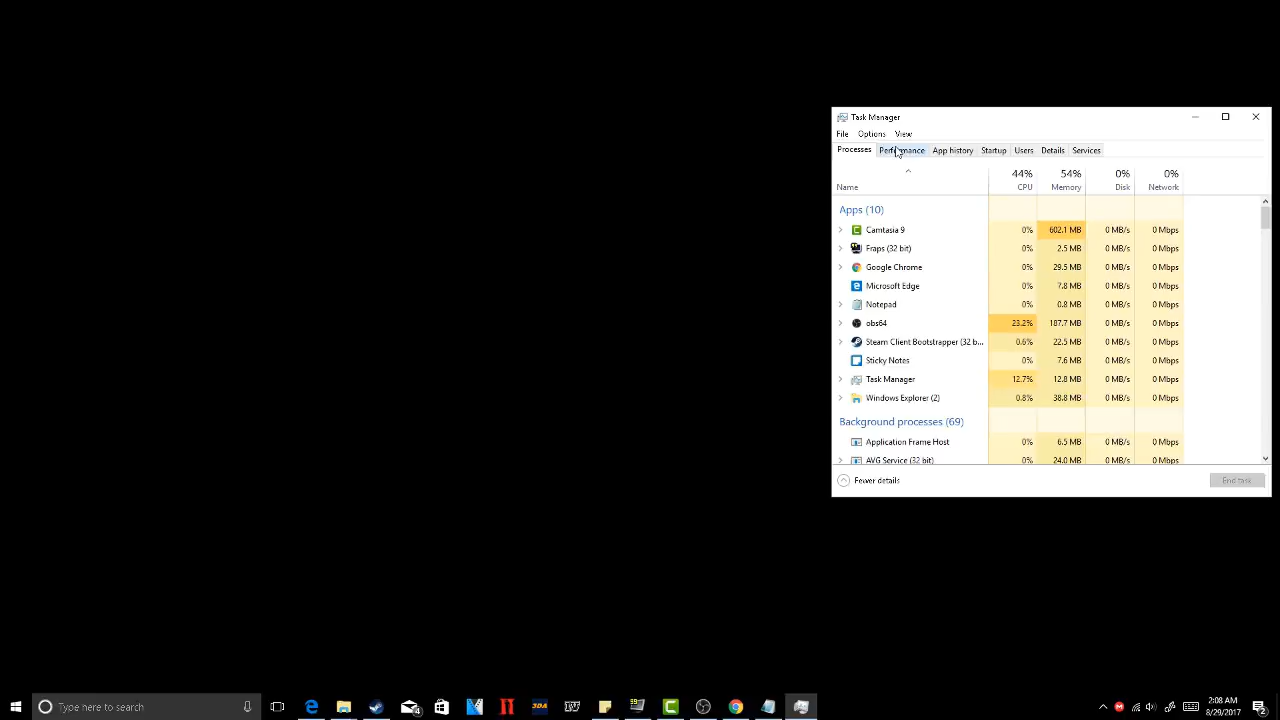 Task Manager
File Options View
Processes Performance App history Startup Users Details Services
44% 54% 0% 0%
Name CPU Memory Disk Network
Apps (10)
Camtasia 9 0% 602.1 MB 0 MB/s 0 Mbps
Fraps (32 bit) 0% 2.5 MB 0 MB/s 0 Mbps
Google Chrome 0% 29.5 MB 0 MB/s 0 Mbps
Microsoft Edge 0% 7.8 MB 0 MB/s 0 Mbps
Notepad 0% 0.8 MB 0 MB/s 0 Mbps
obs64 23.2% 187.7 MB 0 MB/s 0 Mbps
Steam Client Bootstrapper (32 b... 0.6% 22.5 MB 0 MB/s 0 Mbps
Sticky Notes 0% 7.6 MB 0 MB/s 0 Mbps
Task Manager 12.7% 12.8 MB 0 MB/s 0 Mbps
Windows Explorer (2) 0.8% 38.8 MB 0 MB/s 0 Mbps
Background processes (69)
Application Frame Host 0% 6.5 MB 0 MB/s 0 Mbps
AVG Service (32 bit) 0% 24.0 MB 0 MB/s 0 Mbps
Fewer details End task
Type here to search
3DA
2:08 AM
8/29/2017